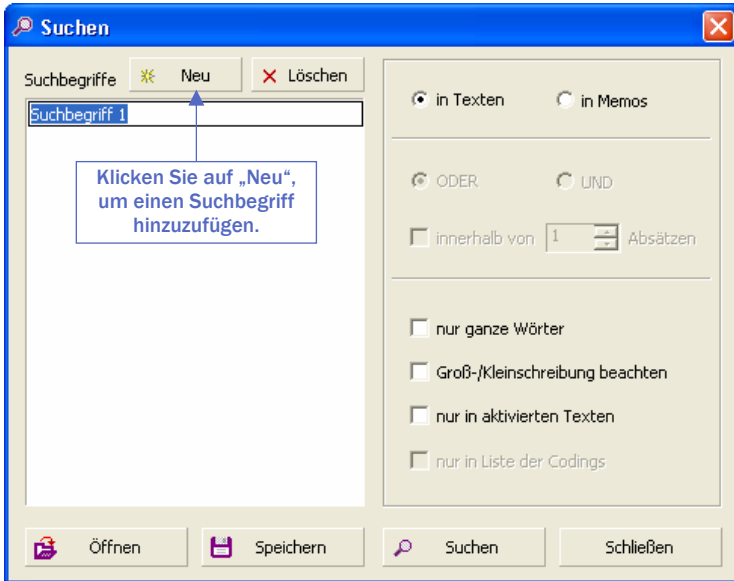 Suchen
Suchbegriffe Neu Löschen
Suchbegriff 1
Klicken Sie auf „Neu“,
um einen Suchbegriff
hinzuzufügen.
in Texten in Memos
ODER UND
innerhalb von 1 Absätzen
nur ganze Wörter
Groß-/Kleinschreibung beachten
nur in aktivierten Texten
nur in Liste der Codings
Öffnen Speichern Suchen Schließen